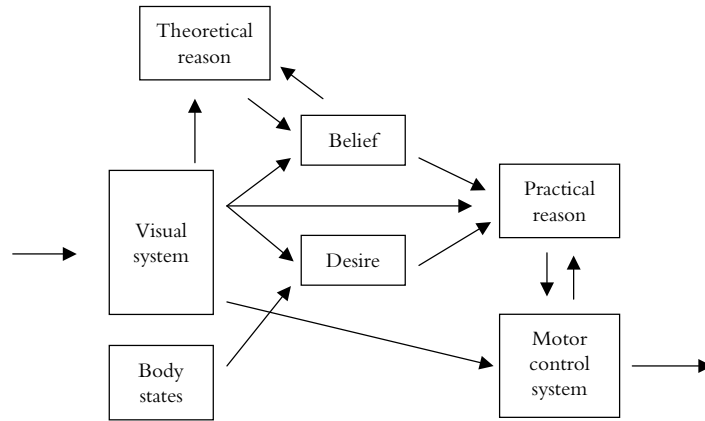 Theoretical
reason
Belief
Practical
reason
Visual
system
Desire
Motor
control
system
Body
states